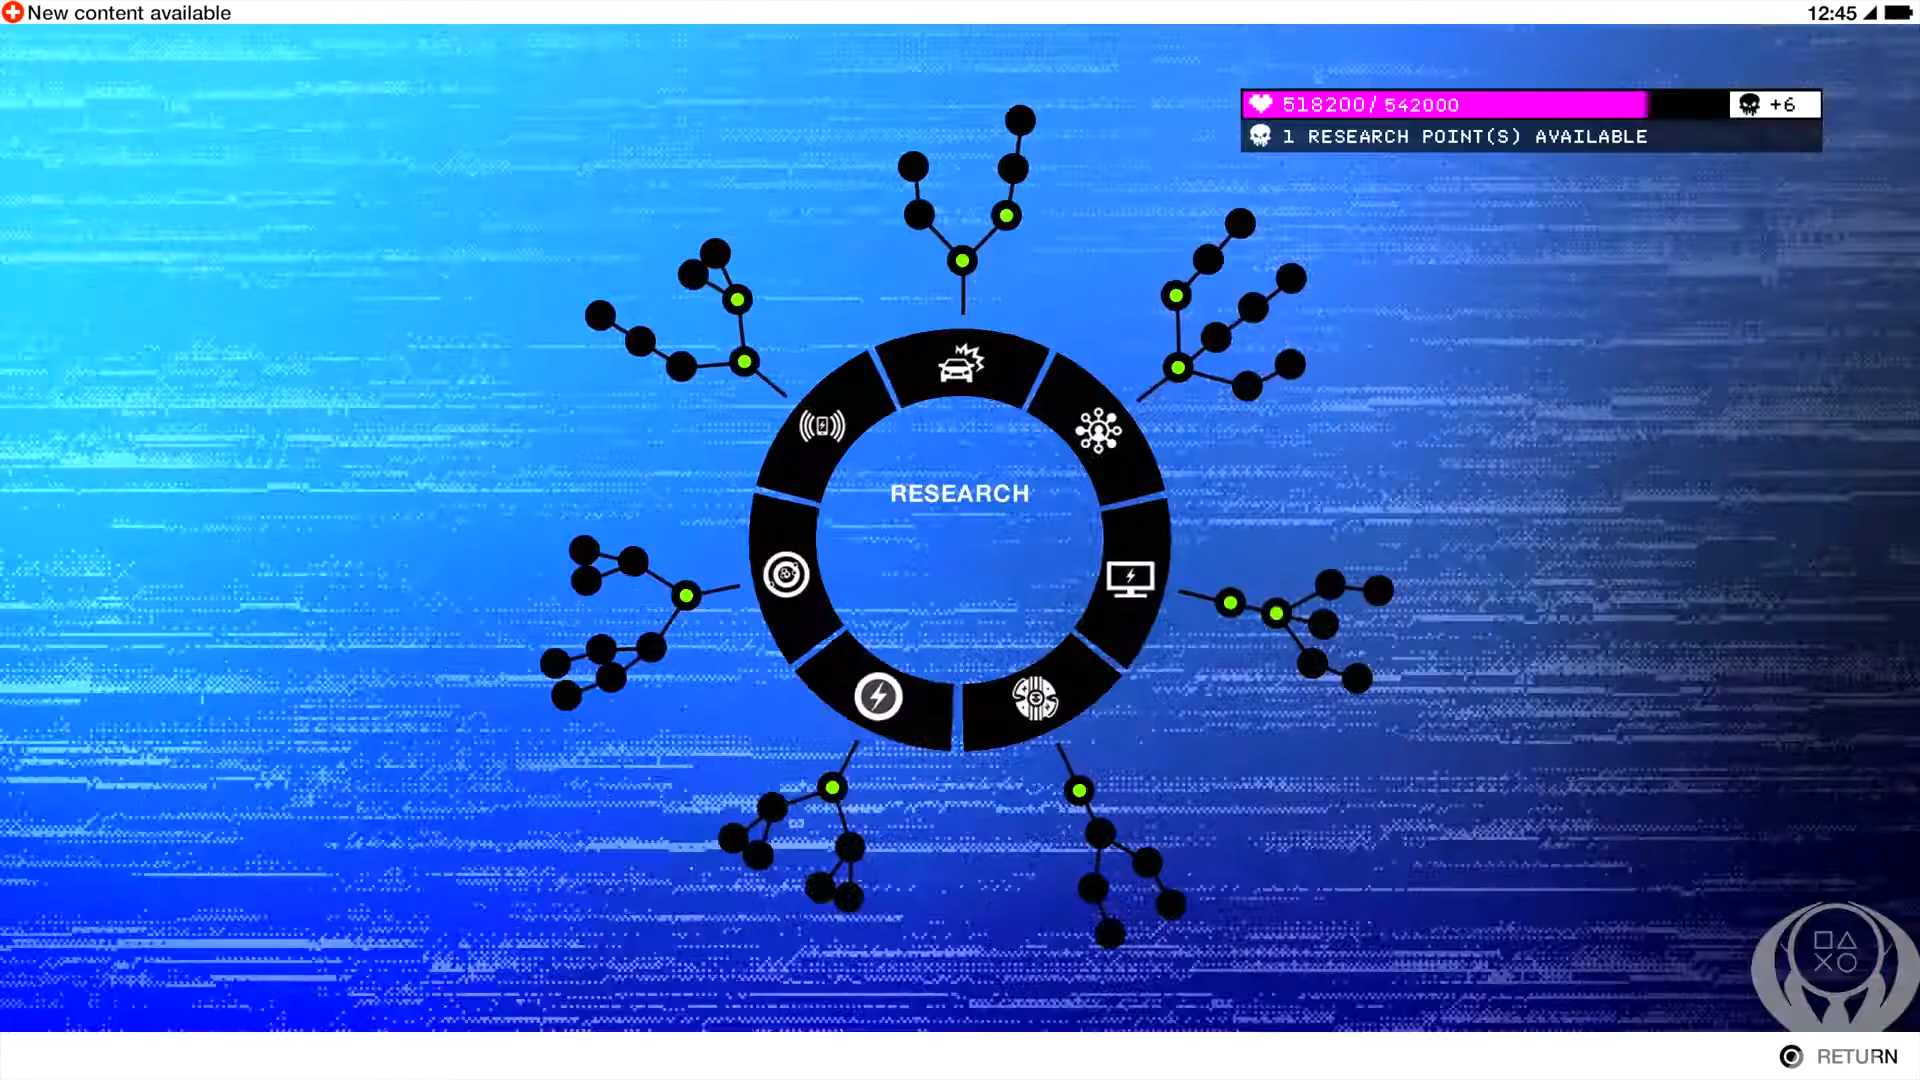 New content available
12:45
518200/542000
+6
1 RESEARCH POINT(S) AVAILABLE
RESEARCH
RETURN